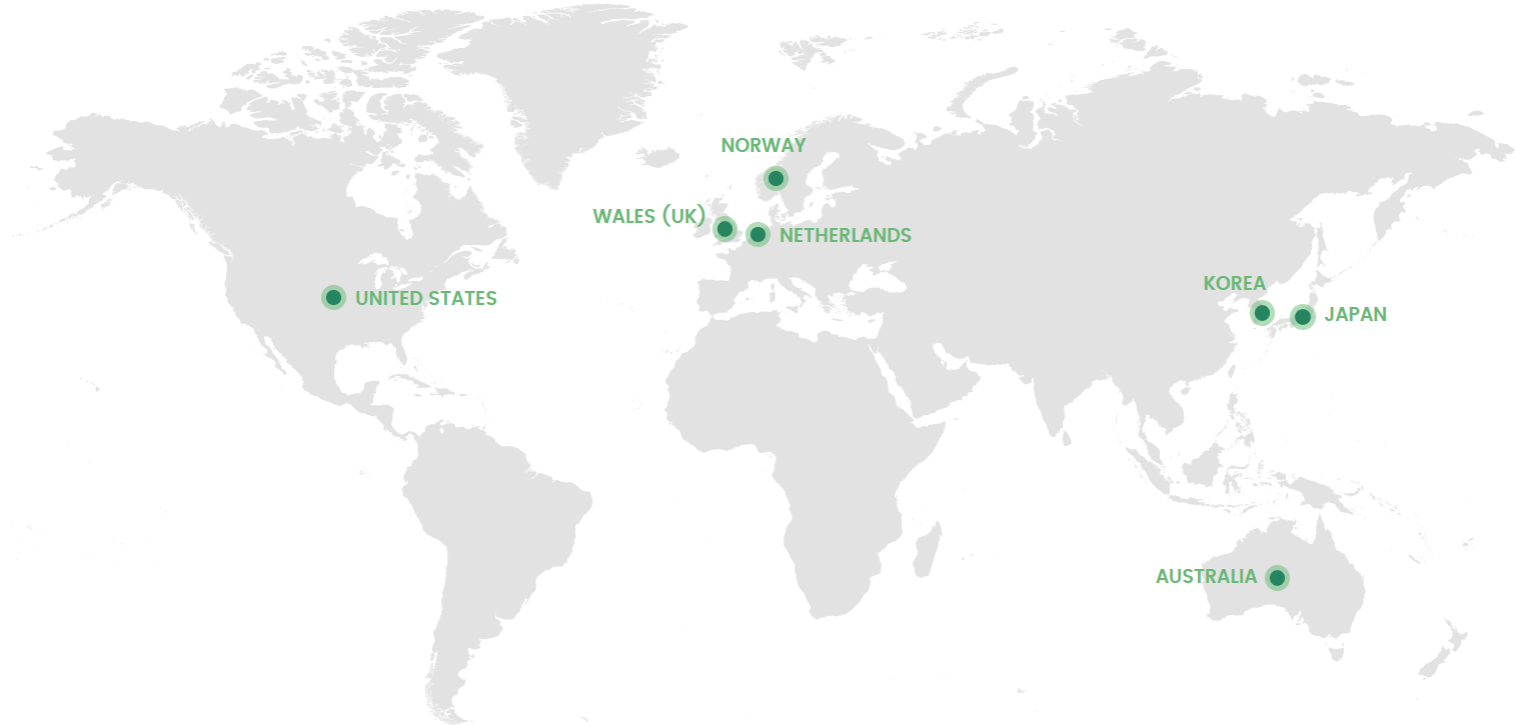 NORWAY
WALES (UK)
NETHERLANDS
UNITED STATES
KOREA
JAPAN
AUSTRALIA